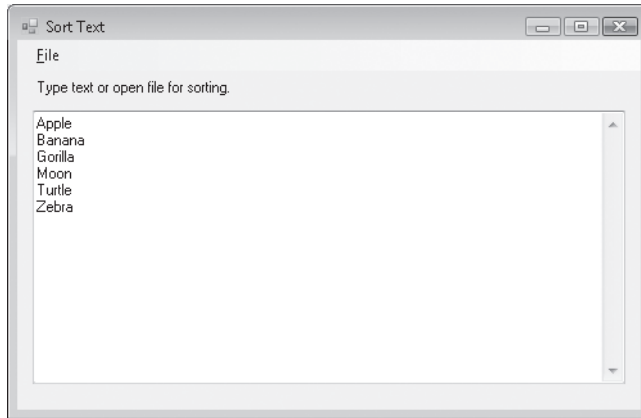 Sort Text
File
Type text or open file for sorting.
Apple
Banana
Gorilla
Moon
Turtle
Zebra